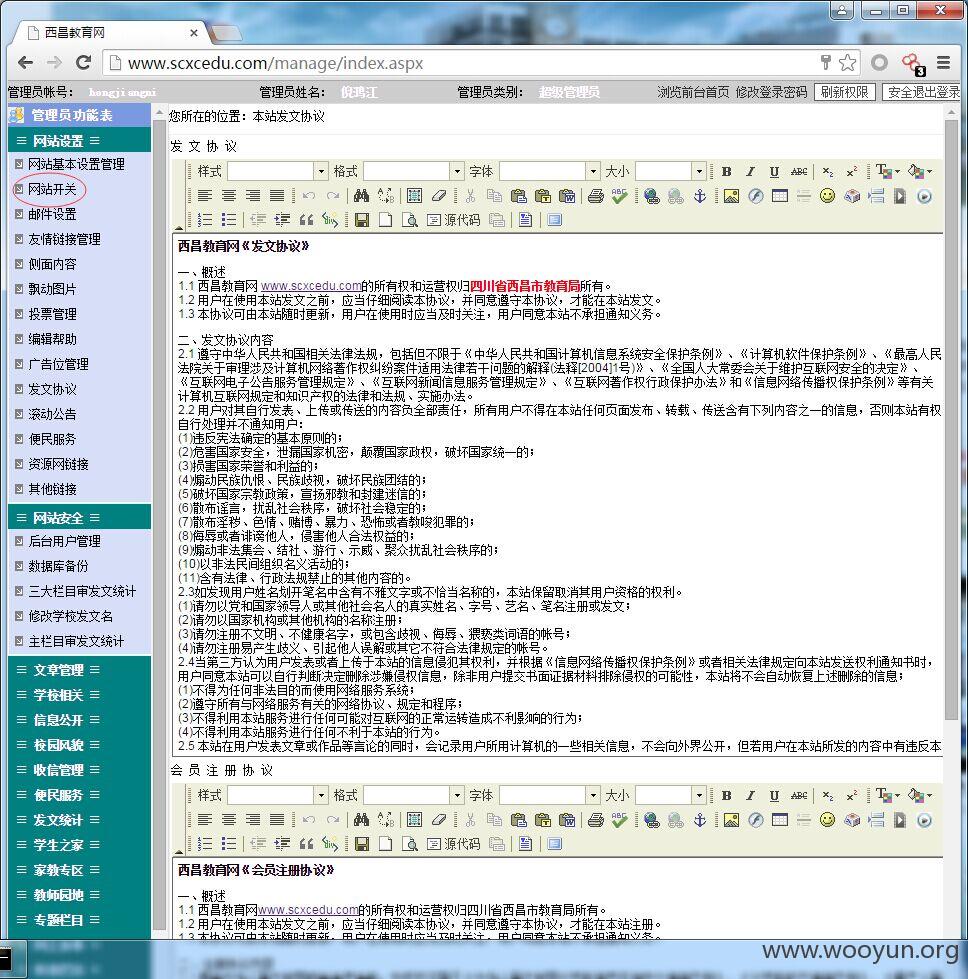 西昌教育网
www.scxcedu.com/manage/index.aspx
3
管理员帐号： hongjiangni 管理员姓名： 管理员类别： 超级管理员 浏览前台首页 修改登录密码 刷新权限 安全退出登录
管理员功能表
网站设置
网站基本设置管理
网站开关
邮件设置
友情链接管理
侧面内容
飘动图片
投票管理
编辑帮助
广告位管理
发文协议
滚动公告
便民服务
资源网链接
其他链接
网站安全
后台用户管理
数据库备份
三大栏目审发文统计
修改学校发文名
主栏目审发文统计
文章管理
学校相关
信息公开
校园风貌
收信管理
便民服务
发文统计
学生之家
家教专区
教师园地
专题栏目
您所在的位置：本站发文协议
发 文 协 议
样式 格式 字体 大小 B I U ABC x₂ x²
源代码
西昌教育网《发文协议》
一、概述
1.1 西昌教育网 www.scxcedu.com的所有权和运营权归四川省西昌市教育局所有。
1.2 用户在使用本站发文之前，应当仔细阅读本协议，并同意遵守本协议，才能在本站发文。
1.3 本协议可由本站随时更新，用户在使用时应当及时关注，用户同意本站不承担通知义务。
二、发文协议内容
2.1 遵守中华人民共和国相关法律法规，包括但不限于《中华人民共和国计算机信息系统安全保护条例》、《计算机软件保护条例》、《最高人民
法院关于审理涉及计算机网络著作权纠纷案件适用法律若干问题的解释(法释[2004]1号)》、《全国人大常委会关于维护互联网安全的决定》、
《互联网电子公告服务管理规定》、《互联网新闻信息服务管理规定》、《互联网著作权行政保护办法》和《信息网络传播权保护条例》等有关
计算机互联网规定和知识产权的法律和法规、实施办法。
2.2 用户对其自行发表、上传或传送的内容负全部责任，所有用户不得在本站任何页面发布、转载、传送含有下列内容之一的信息，否则本站有权
自行处理并不通知用户：
(1)违反宪法确定的基本原则的；
(2)危害国家安全，泄漏国家机密，颠覆国家政权，破坏国家统一的；
(3)损害国家荣誉和利益的；
(4)煽动民族仇恨、民族歧视，破坏民族团结的；
(5)破坏国家宗教政策，宣扬邪教和封建迷信的；
(6)散布谣言，扰乱社会秩序，破坏社会稳定的；
(7)散布淫秽、色情、赌博、暴力、恐怖或者教唆犯罪的；
(8)侮辱或者诽谤他人，侵害他人合法权益的；
(9)煽动非法集会、结社、游行、示威、聚众扰乱社会秩序的；
(10)以非法民间组织名义活动的；
(11)含有法律、行政法规禁止的其他内容的。
2.3如发现用户姓名划开笔名中含有不雅文字或不恰当名称的，本站保留取消其用户资格的权利。
(1)请勿以党和国家领导人或其他社会名人的真实姓名、字号、艺名、笔名注册或发文；
(2)请勿以国家机构或其他机构的名称注册；
(3)请勿注册不文明、不健康名字，或包含歧视、侮辱、猥亵类词语的帐号；
(4)请勿注册易产生歧义、引起他人误解或其它不符合法律规定的帐号。
2.4当第三方认为用户发表或者上传于本站的信息侵犯其权利，并根据《信息网络传播权保护条例》或者相关法律规定向本站发送权利通知书时，
用户同意本站可以自行判断决定删除涉嫌侵权信息，除非用户提交书面证据材料排除侵权的可能性，本站将不会自动恢复上述删除的信息；
(1)不得为任何非法目的而使用网络服务系统；
(2)遵守所有与网络服务有关的网络协议、规定和程序；
(3)不得利用本站服务进行任何可能对互联网的正常运转造成不利影响的行为；
(4)不得利用本站服务进行任何不利于本站的行为。
2.5 本站在用户发表文章或作品等言论的同时，会记录用户所用计算机的一些相关信息，不会向外界公开，但若用户在本站所发的内容中有违反本
会 员 注 册 协 议
样式 格式 字体 大小 B I U ABC x₂ x²
源代码
西昌教育网《会员注册协议》
一、概述
1.1 西昌教育网www.scxcedu.com的所有权和运营权归四川省西昌市教育局所有。
1.2 用户在使用本站发文之前，应当仔细阅读本协议，并同意遵守本协议，才能在本站注册。
1.3 本协议可由本站随时更新，用户在使用时应当及时关注，用户同意本站不承担通知义务。
www.wooyun.org